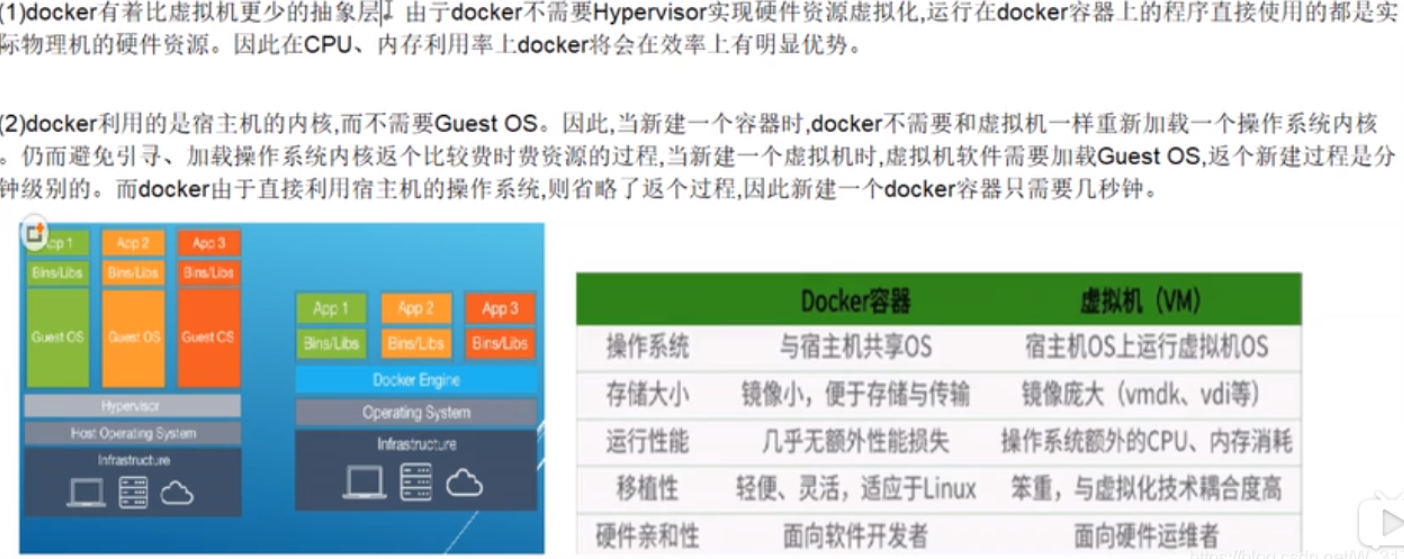 (1)docker有着比虚拟机更少的抽象层 由亍docker不需要Hypervisor实现硬件资源虚拟化,运行在docker容器上的程序直接使用的都是实
际物理机的硬件资源。因此在CPU、内存利用率上docker将会在效率上有明显优势。
(2)docker利用的是宿主机的内核,而不需要Guest OS。因此,当新建一个容器时,docker不需要和虚拟机一样重新加载一个操作系统内核
。仍而避免引寻、加载操作系统内核返个比较费时费资源的过程,当新建一个虚拟机时,虚拟机软件需要加载Guest OS,返个新建过程是分
钟级别的。而docker由于直接利用宿主机的操作系统,则省略了返个过程,因此新建一个docker容器只需要几秒钟。
App 2 App 3
Bins/Libs Bins/Libs Bins/Libs
Guest OS Guest OS Guest OS
Hypervisor
Host Operating System
Infrastructure
App 1 App 2 App 3
Bins/Libs Bins/Libs Bins/Libs
Docker Engine
Operating System
Infrastructure
Docker容器 虚拟机（VM）
操作系统 与宿主机共享OS 宿主机OS上运行虚拟机OS
存储大小 镜像小，便于存储与传输 镜像庞大（vmdk、vdi等）
运行性能 几乎无额外性能损失 操作系统额外的CPU、内存消耗
移植性 轻便、灵活，适应于Linux 笨重，与虚拟化技术耦合度高
硬件亲和性 面向软件开发者 面向硬件运维者